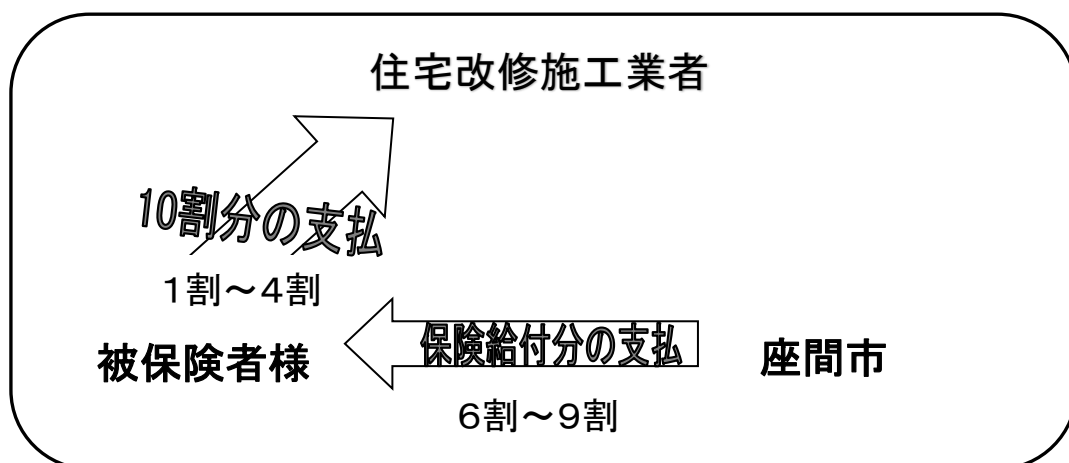 住宅改修施工業者
10割分の支払
１割～４割
被保険者様
保険給付分の支払
座間市
６割～９割